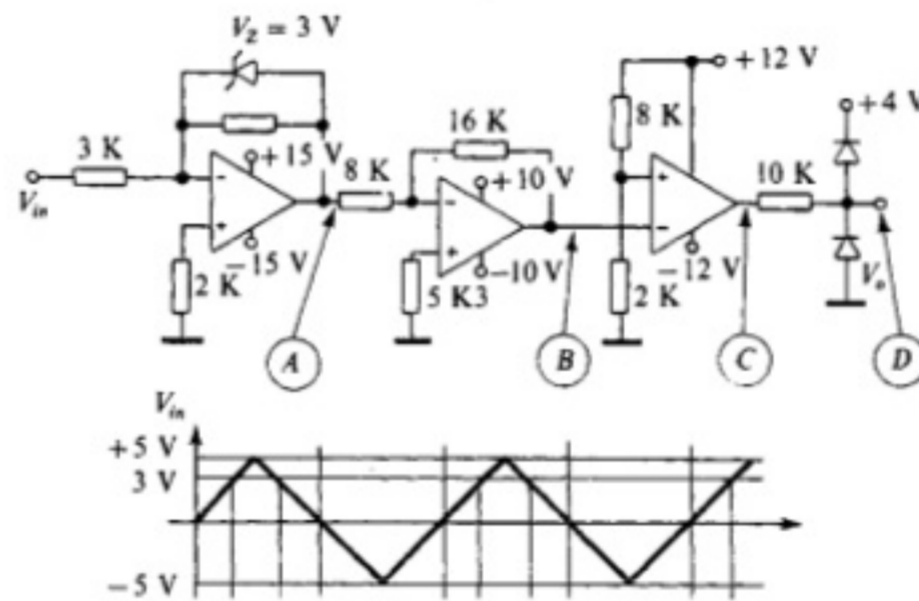 V_z = 3 V
+12 V
16 K
8 K
+4 V
3 K
+15 V
8 K
+10 V
10 K
V_in
-
+
-
+
+
-
-15 V
-10 V
-12 V
2 K
5 K3
2 K
V_o
A
B
C
D
V_in
+5 V
3 V
-5 V